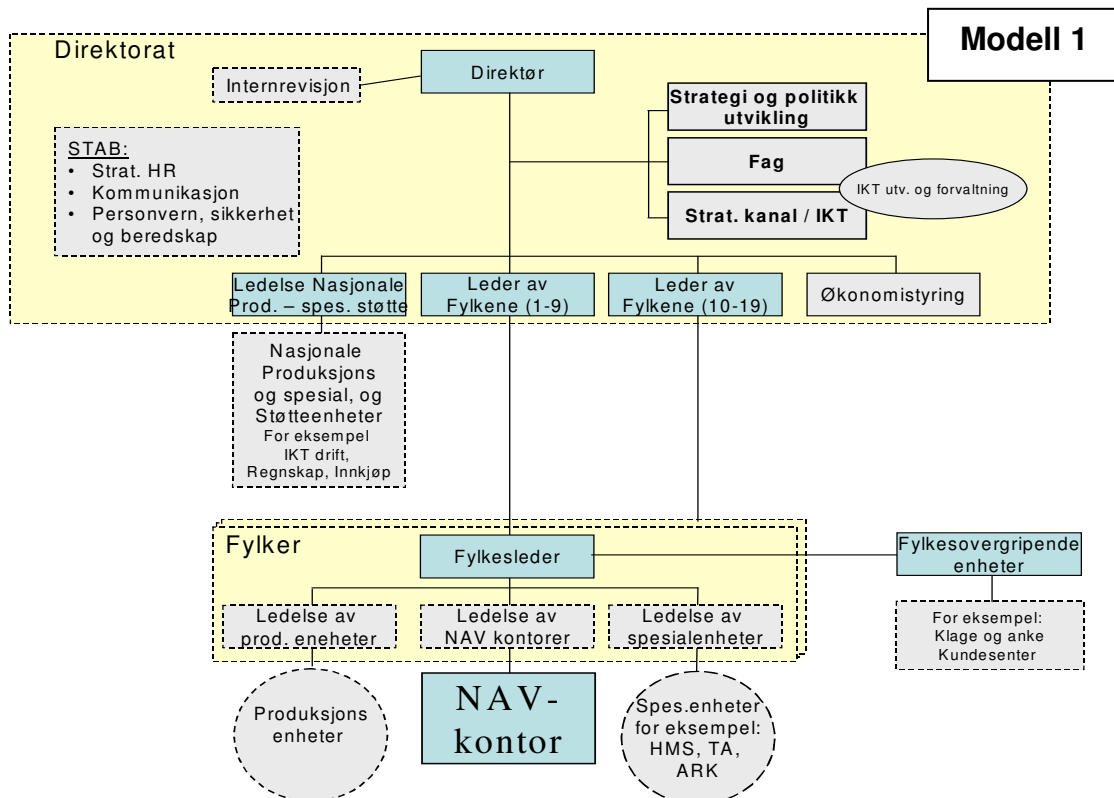 Modell 1
Direktorat
Direktør
Internrevisjon
Strategi og politikk
utvikling
Fag
IKT utv. og forvaltning
Strat. kanal / IKT
STAB:
• Strat. HR
• Kommunikasjon
• Personvern, sikkerhet
og beredskap
Ledelse Nasjonale
Prod. – spes. støtte
Leder av
Fylkene (1-9)
Leder av
Fylkene (10-19)
Økonomistyring
Nasjonale
Produksjons
og spesial, og
Støtteenheter
For eksempel
IKT drift,
Regnskap, Innkjøp
Fylker
Fylkesleder
Fylkesovergripende
enheter
Ledelse av
prod. eneheter
Ledelse av
NAV kontorer
Ledelse av
spesialenheter
For eksempel:
Klage og anke
Kundesenter
Produksjons
enheter
NAV-
kontor
Spes.enheter
for eksempel:
HMS, TA,
ARK